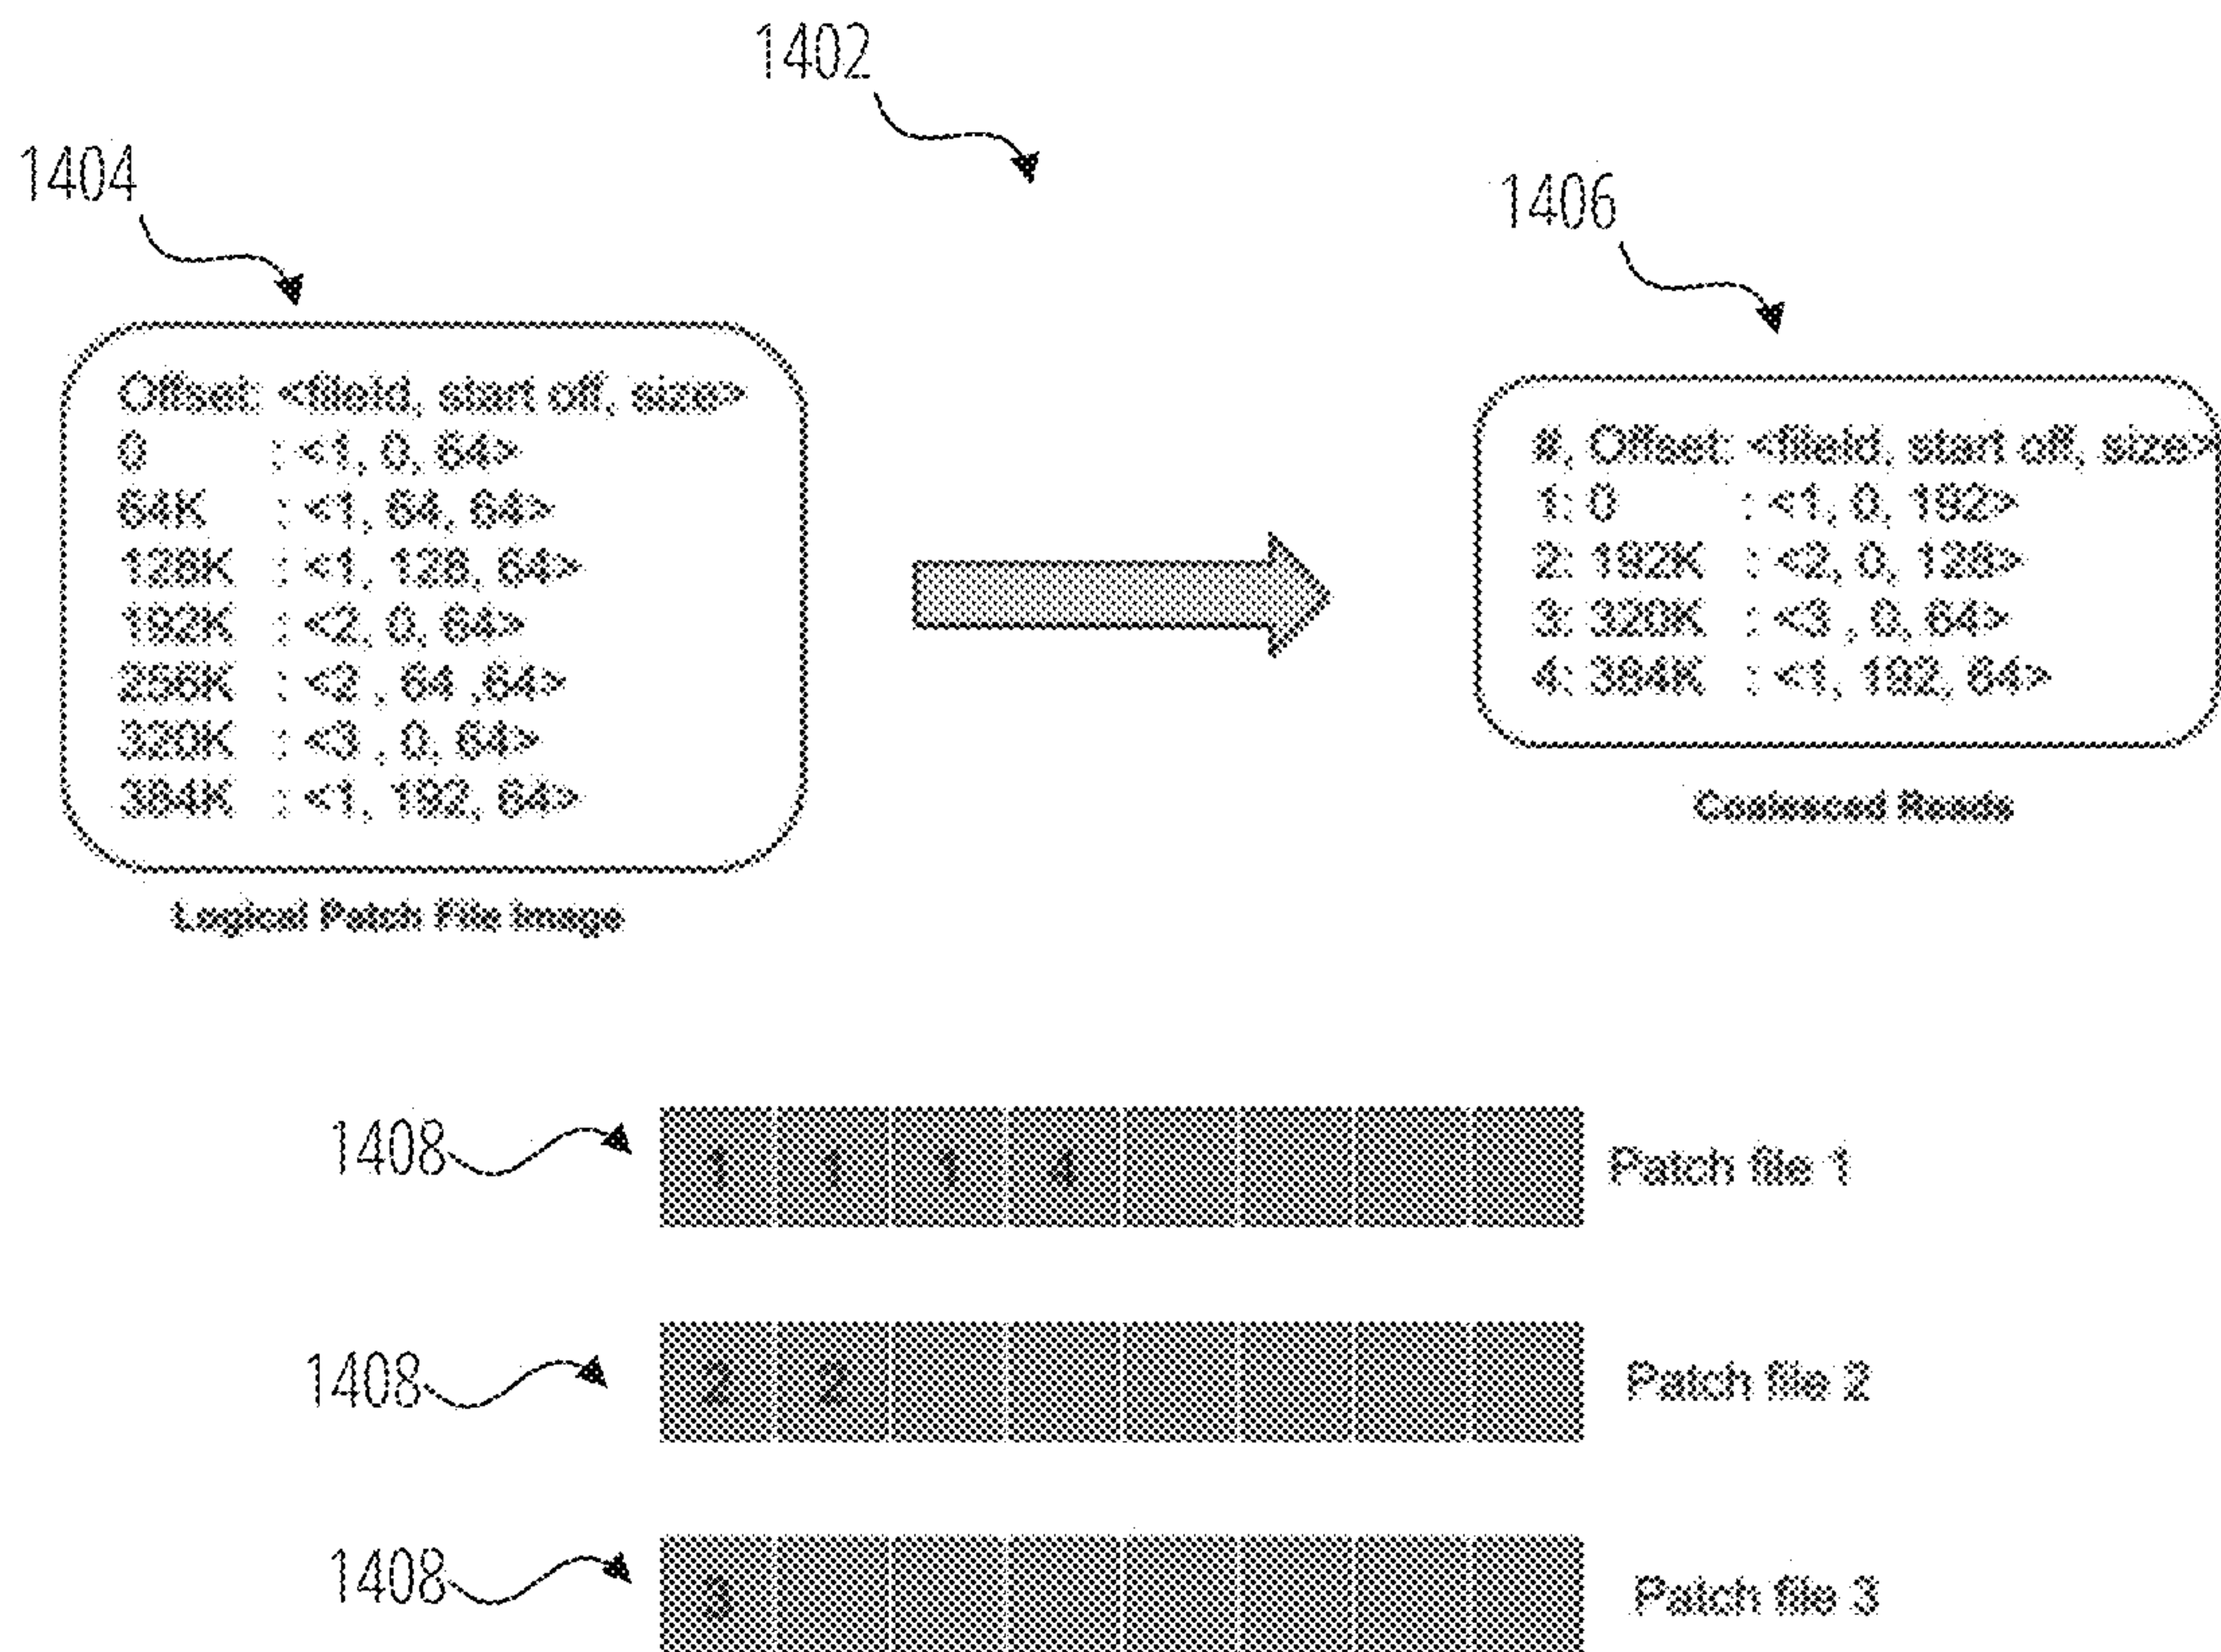 1402
1404
1406
Offset: <fileId, start off, size>
0 : <1, 0, 64>
64K : <1, 64, 64>
128K : <1, 128, 64>
192K : <2, 0, 64>
256K : <2 , 64 ,64>
320K : <3 , 0, 64>
384K : <1, 192, 64>
Logical Patch File Image
#, Offset: <fileId, start off, size>
1: 0 : <1, 0, 192>
2: 192K : <2, 0, 128>
3: 320K : <3 , 0, 64>
4: 384K : <1, 192, 64>
Coalesced Reads
1408 1 1 1 4 Patch file 1
1408 2 2 Patch file 2
1408 3 Patch file 3